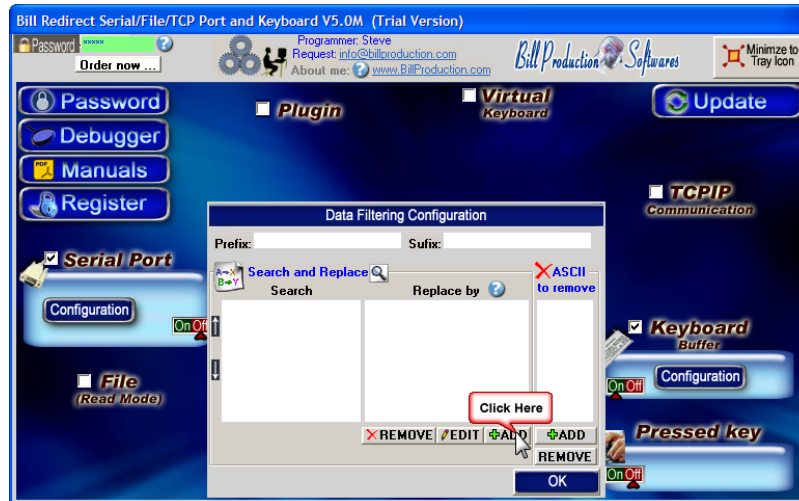 Bill Redirect Serial/File/TCP Port and Keyboard V5.0M (Trial Version)
Password *****
Order now ...
Programmer: Steve
Request: info@billproduction.com
About me: www.BillProduction.com
Bill Production Softwares
Minimze to
Tray Icon
Password
Debugger
Manuals
Register
Plugin
Virtual
Keyboard
Update
TCPIP
Communication
Serial Port
Configuration
On Off
File
(Read Mode)
Data Filtering Configuration
Prefix:
Sufix:
A→X
B→Y
Search and Replace
Search
Replace by
ASCII
to remove
Click Here
REMOVE EDIT ADD
ADD
REMOVE
OK
Keyboard
Buffer
On Off
Configuration
Pressed key
On Off